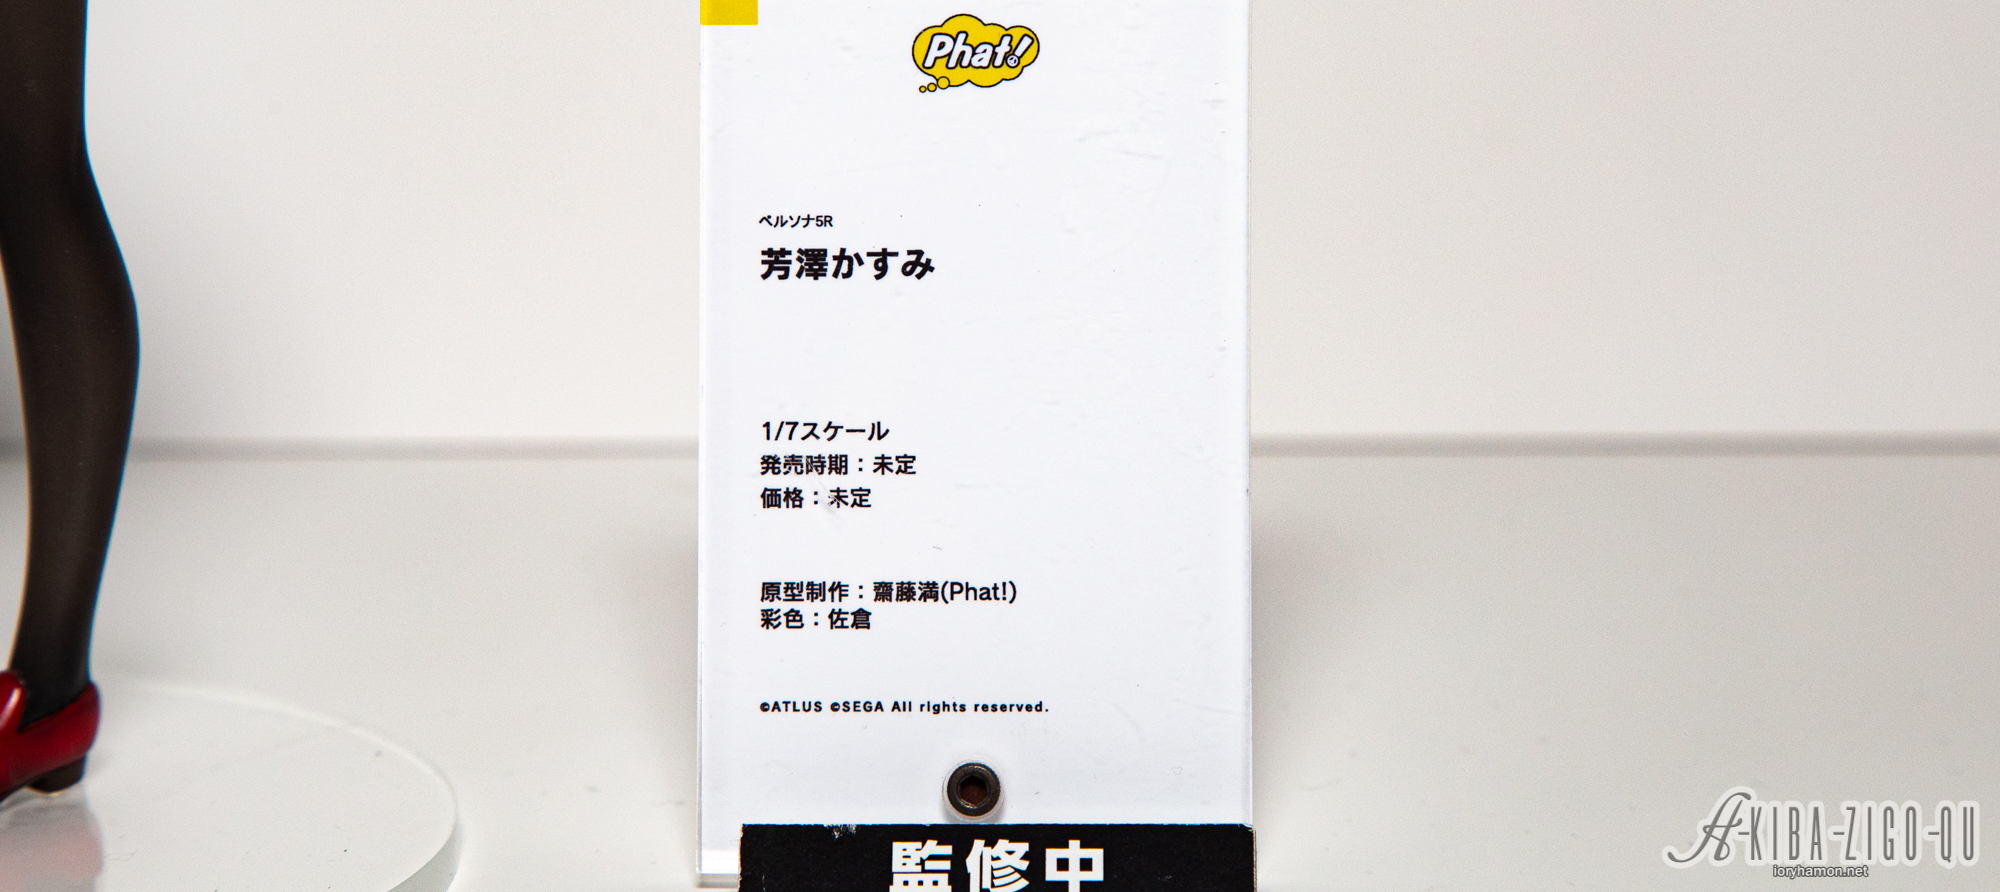 Phat!
ペルソナ5R
芳澤かすみ
1/7スケール
発売時期：未定
価格：未定
原型制作：齋藤満(Phat!)
彩色：佐倉
©ATLUS ©SEGA All rights reserved.
監修中
A-KIBA-ZIGO-QU
ioryhamon.net